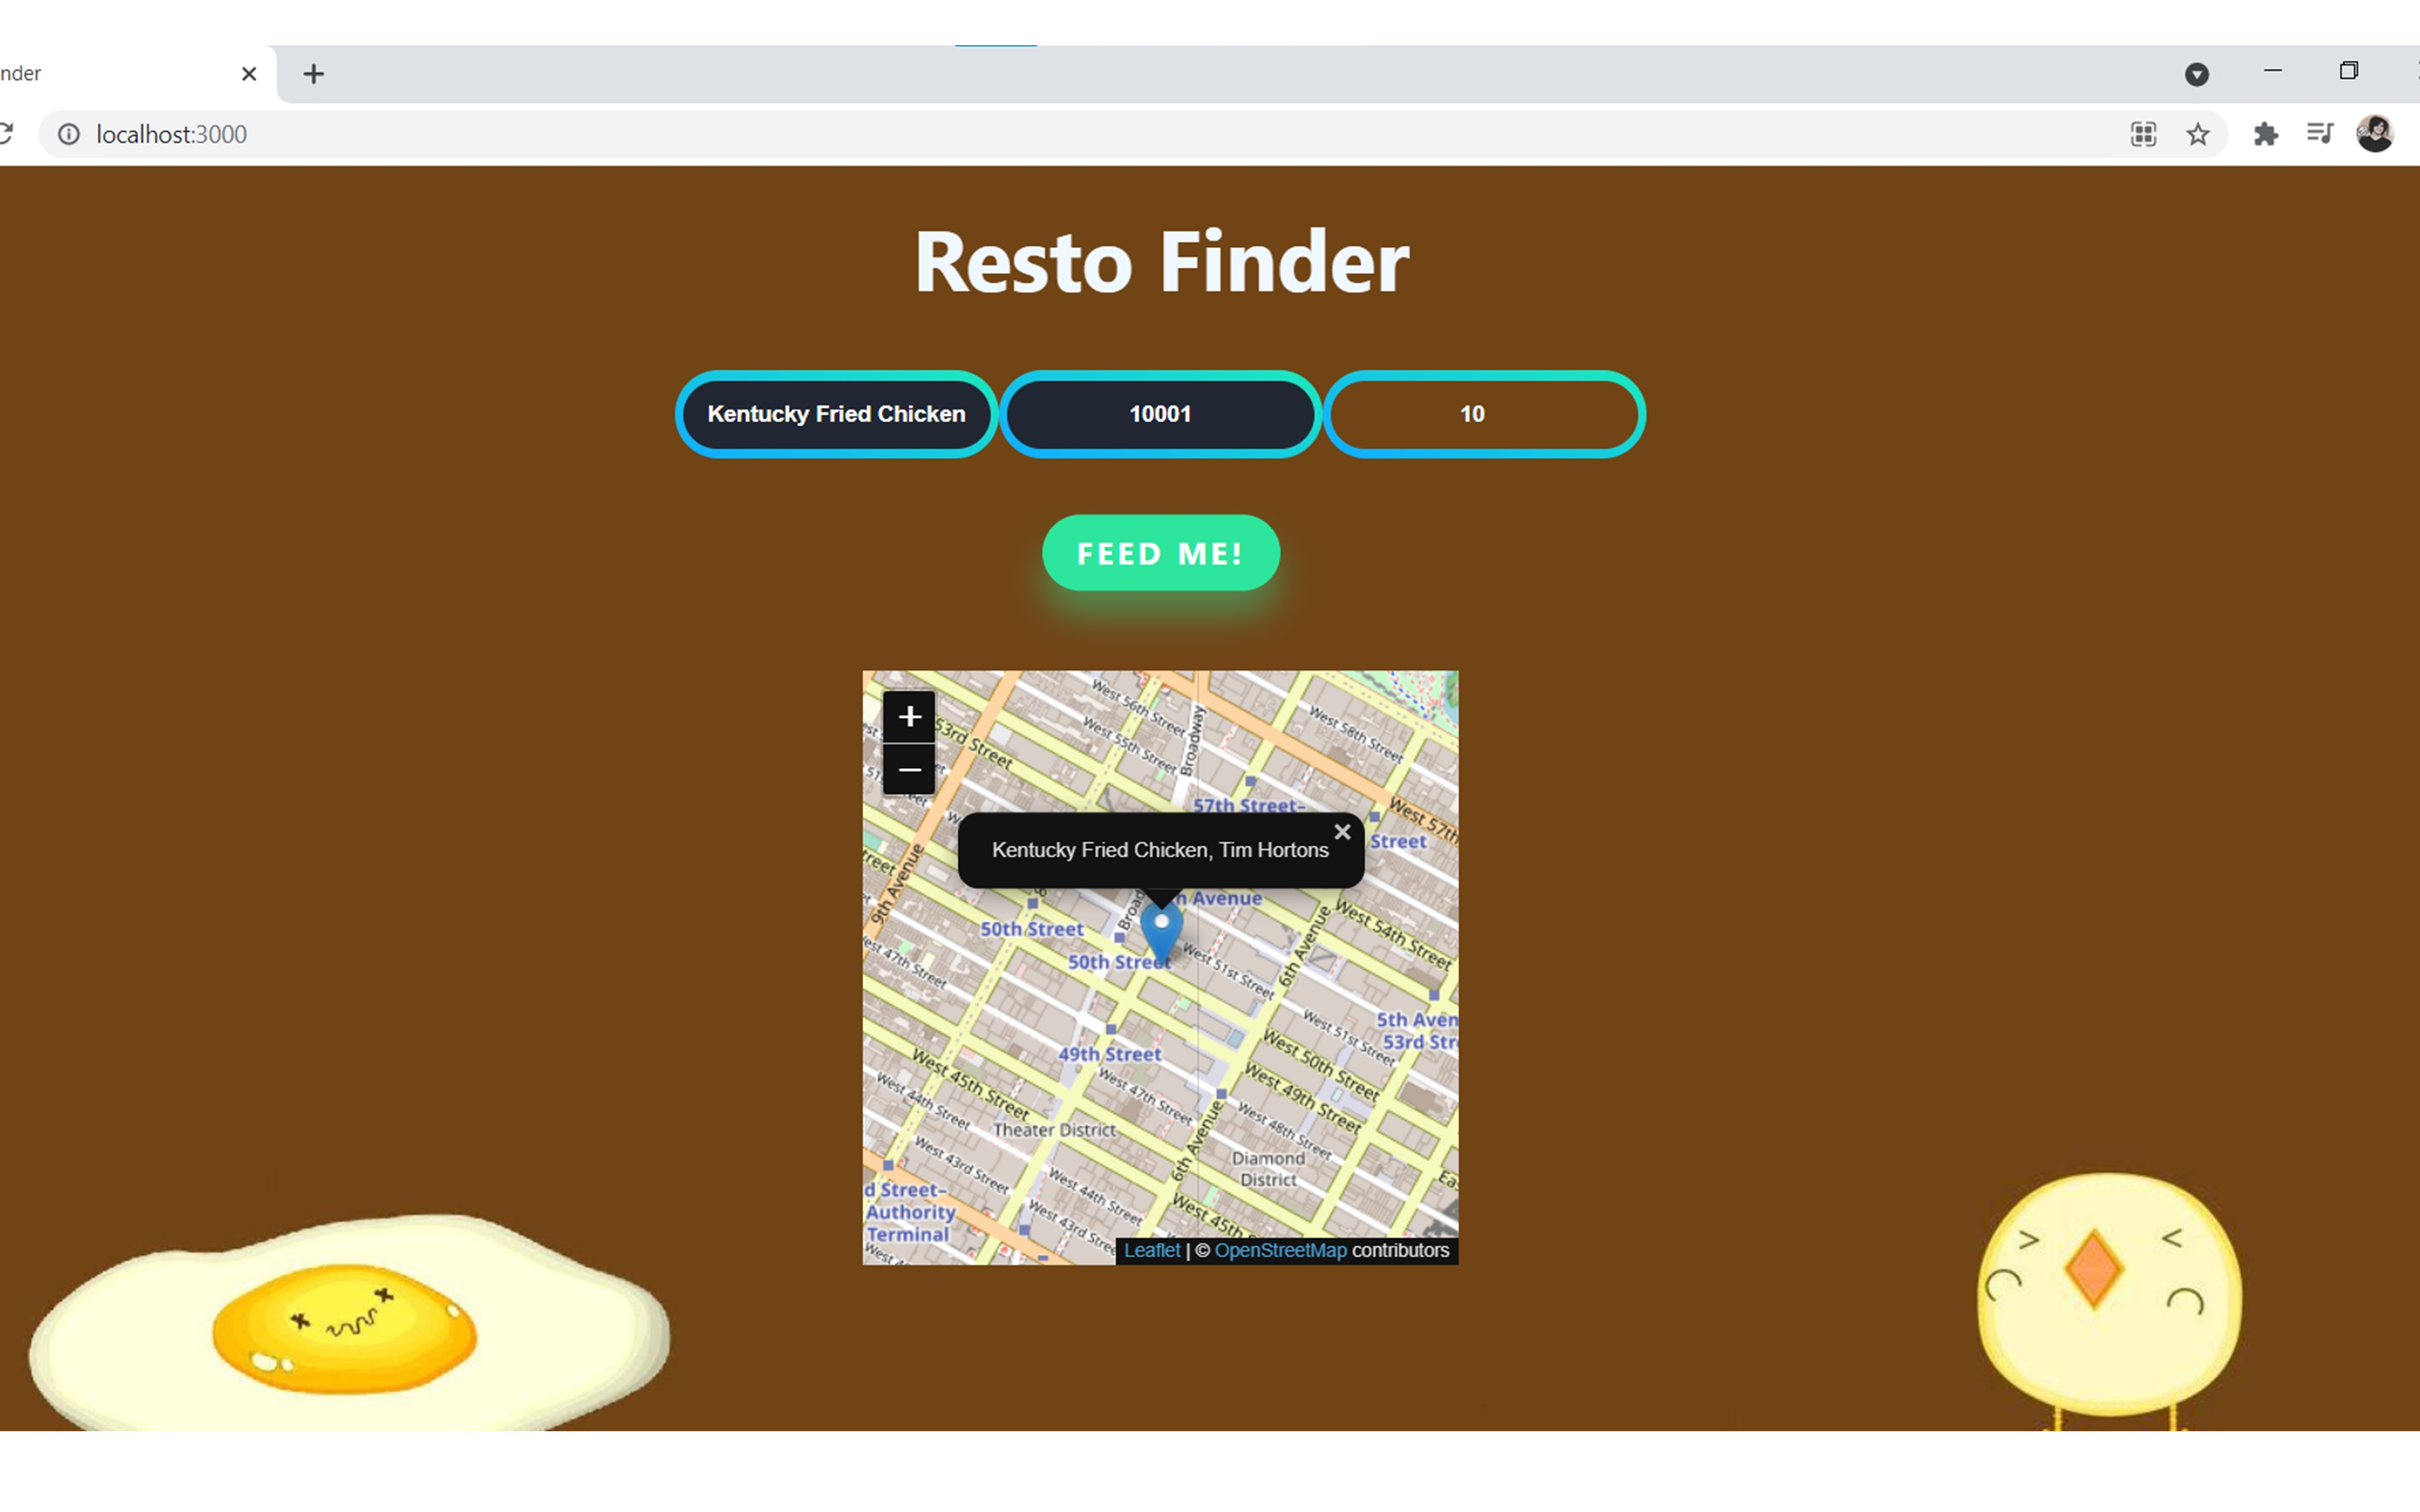 nder
localhost:3000
Resto Finder
Kentucky Fried Chicken
10001
10
FEED ME!
+
−
West 56th Street
West 55th Street
Broadway
West 58th Street
53rd Street
57th Street–
West 57th
Street
Kentucky Fried Chicken, Tim Hortons
9th Avenue
Broad
Avenue
50th Street
50th Street
West 54th Street
West 51st Street
6th Avenue
West 47th Street
5th Aven
53rd Str
West 51st Street
49th Street
West 50th Street
West 45th Street
West 44th Street
West 47th Street
West 49th Street
West 48th Street
Theater District
6th Avenue
Diamond
District
West 43rd Street
West 44th Street
d Street–
Authority
Terminal
West 43rd Stree
West 45th
Leaflet | © OpenStreetMap contributors